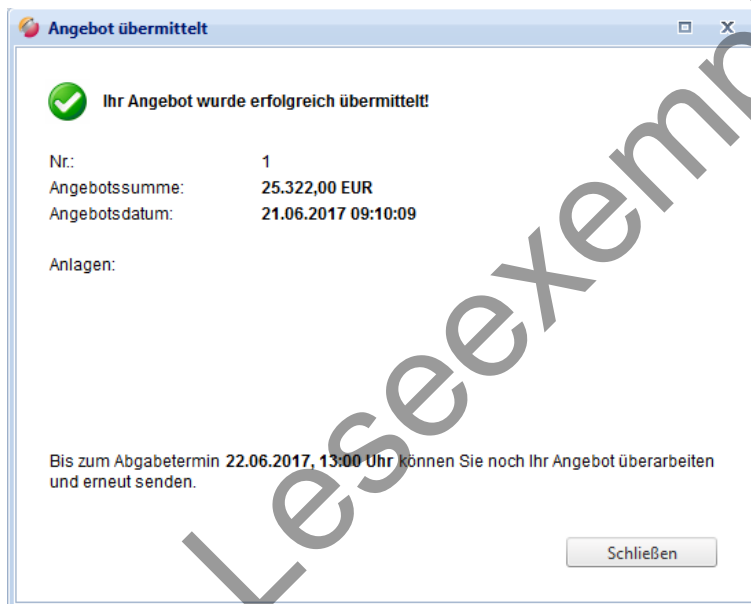 Angebot übermittelt
Ihr Angebot wurde erfolgreich übermittelt!
Nr.: 1
Angebotssumme: 25.322,00 EUR
Angebotsdatum: 21.06.2017 09:10:09
Anlagen:
Bis zum Abgabetermin 22.06.2017, 13:00 Uhr können Sie noch Ihr Angebot überarbeiten
und erneut senden.
Schließen
Leseexemp